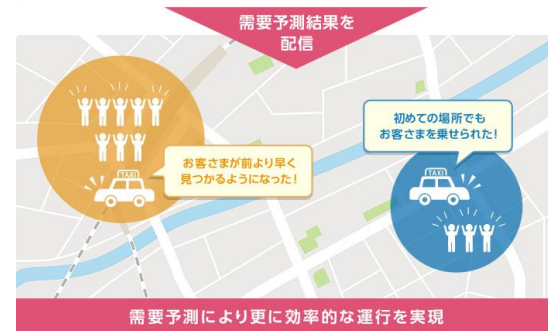 需要予測結果を
配信
初めての場所でも
お客さまを乗せられた!
お客さまが前より早く
見つかるようになった!
TAXI
TAXI
需要予測により更に効率的な運行を実現